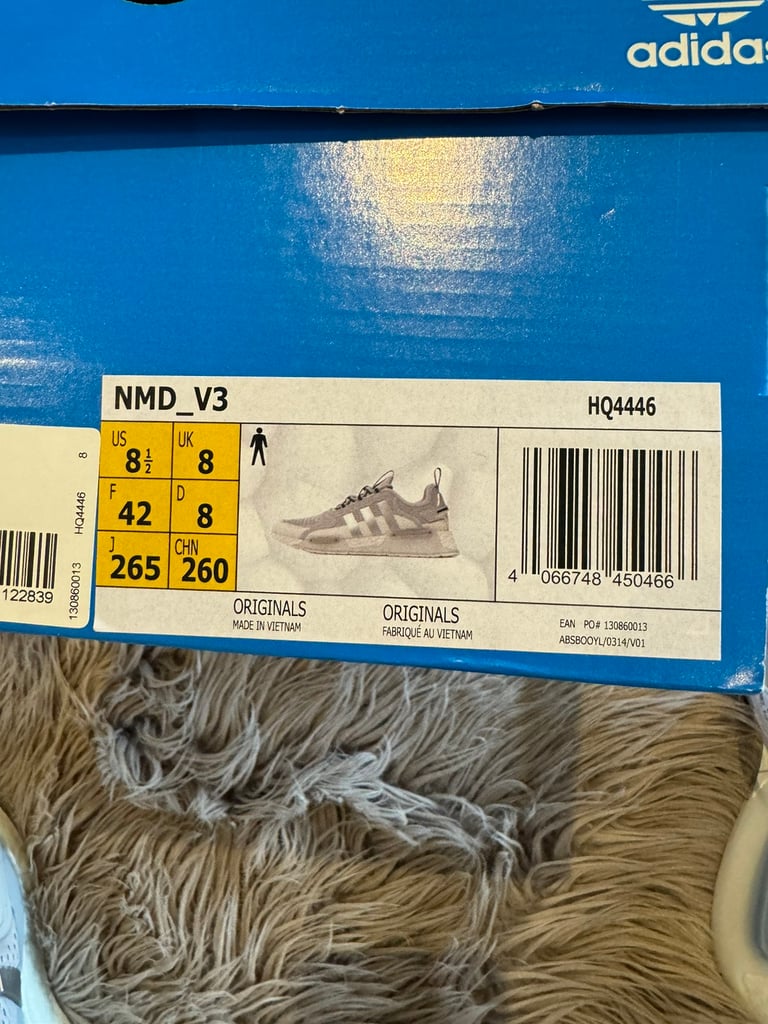 adidas
NMD_V3
HQ4446
US 8½
UK 8
F 42
D 8
J 265
CHN 260
4 066748 450466
ORIGINALS
MADE IN VIETNAM
ORIGINALS
FABRIQUÉ AU VIETNAM
EAN PO# 130860013
ABSBOOYL/0314/V01
122839
130860013 HQ4446 8